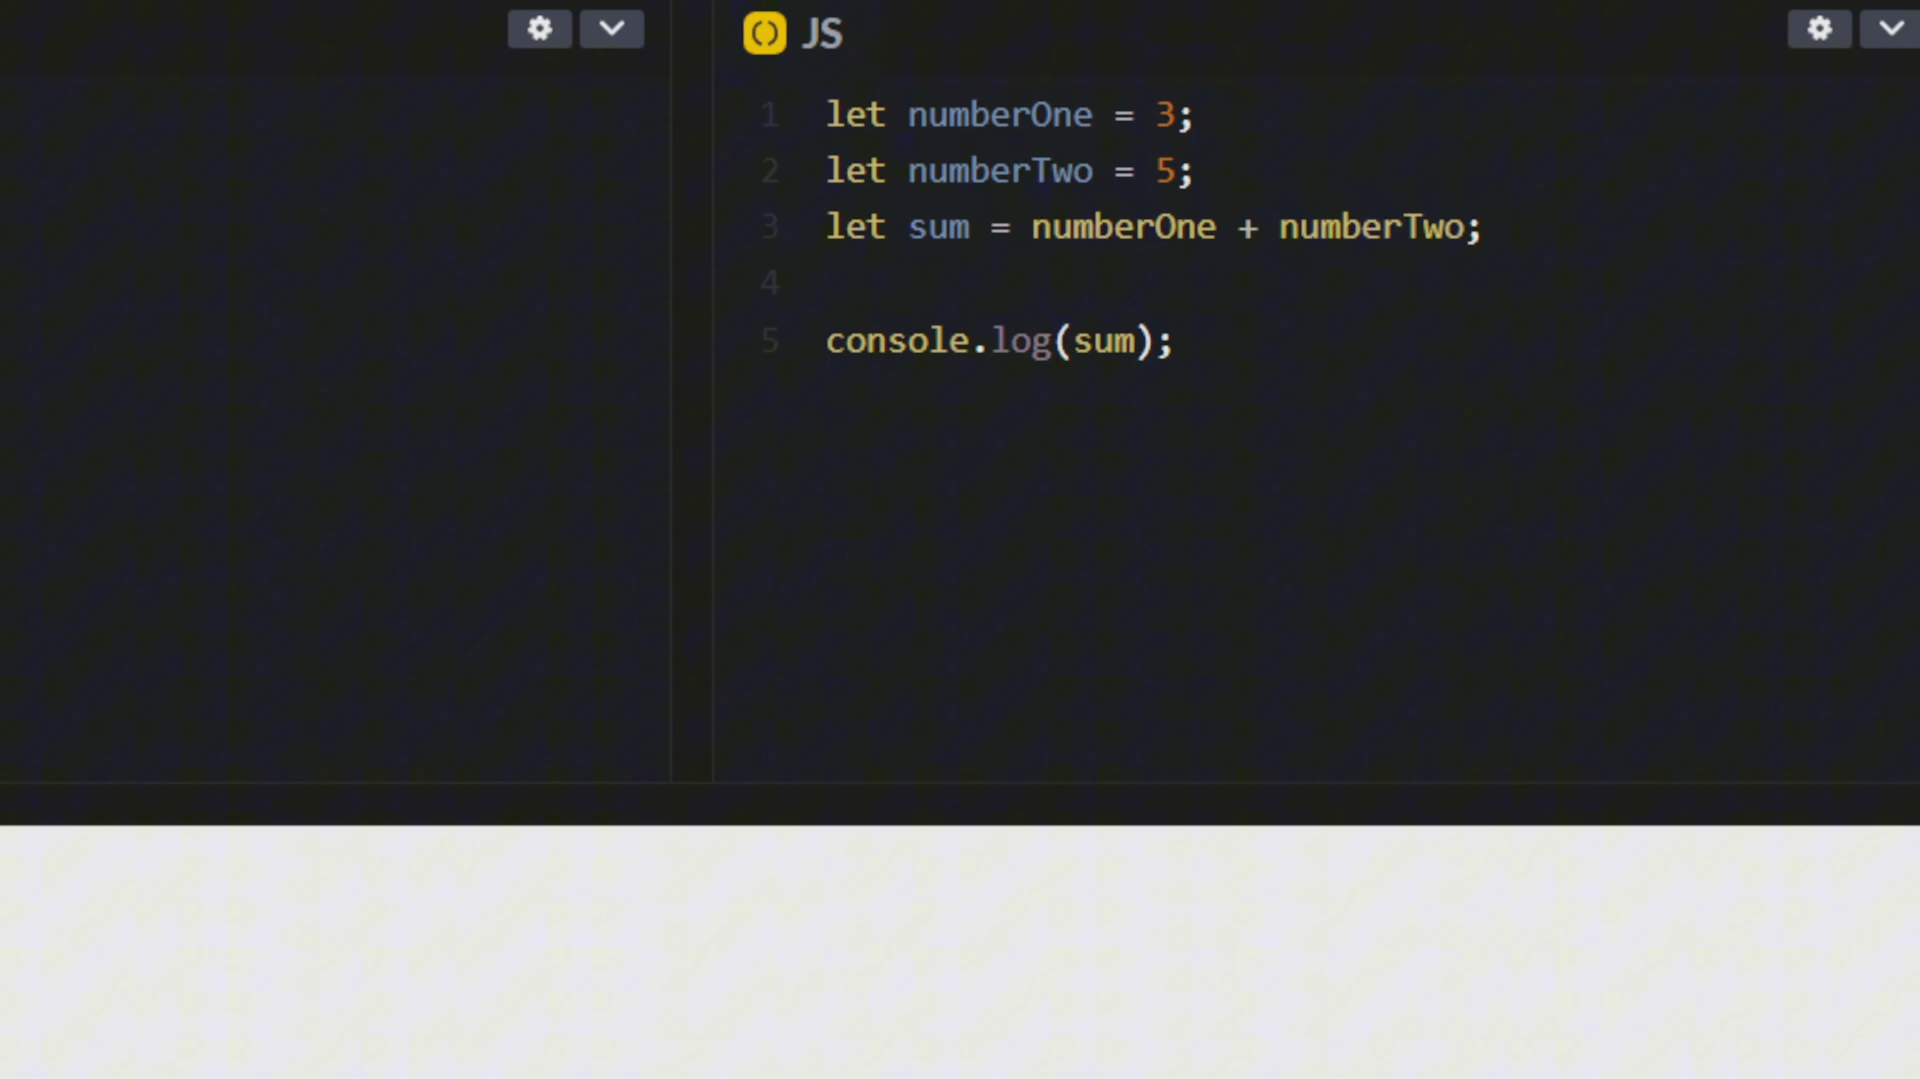 JS
1 let numberOne = 3;
2 let numberTwo = 5;
3 let sum = numberOne + numberTwo;
4
5 console.log(sum);